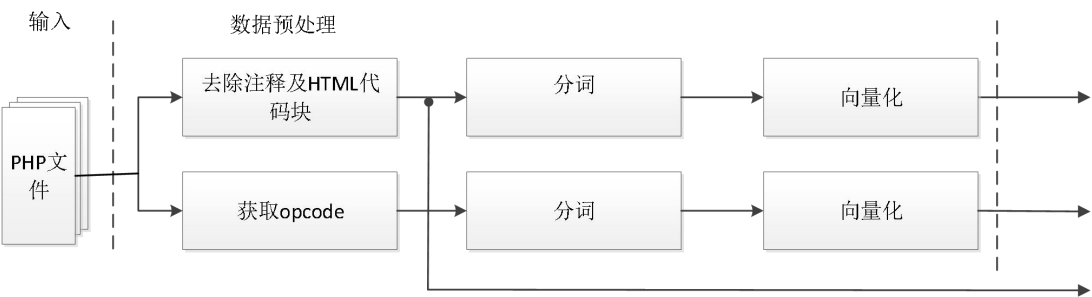 输入
数据预处理
去除注释及HTML代
码块
分词
向量化
PHP文
件
获取opcode
分词
向量化